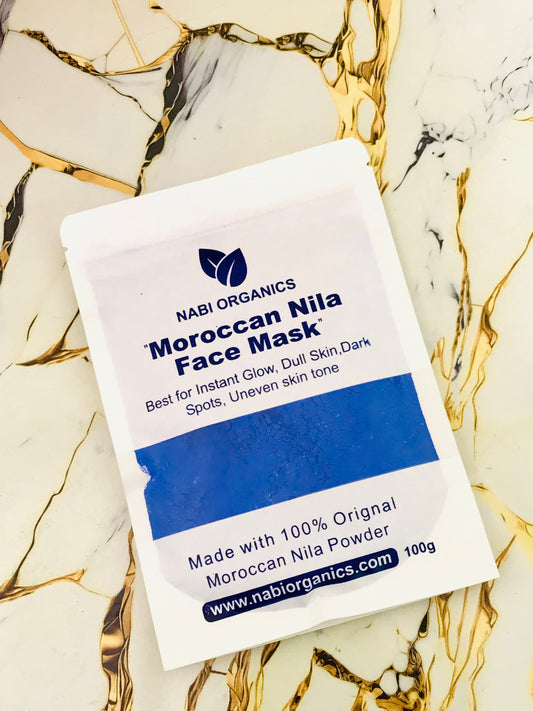 NABI ORGANICS
"Moroccan Nila
Face Mask"
Best for Instant Glow, Dull Skin,Dark
Spots, Uneven skin tone
Made with 100% Orignal
Moroccan Nila Powder
www.nabiorganics.com 100g